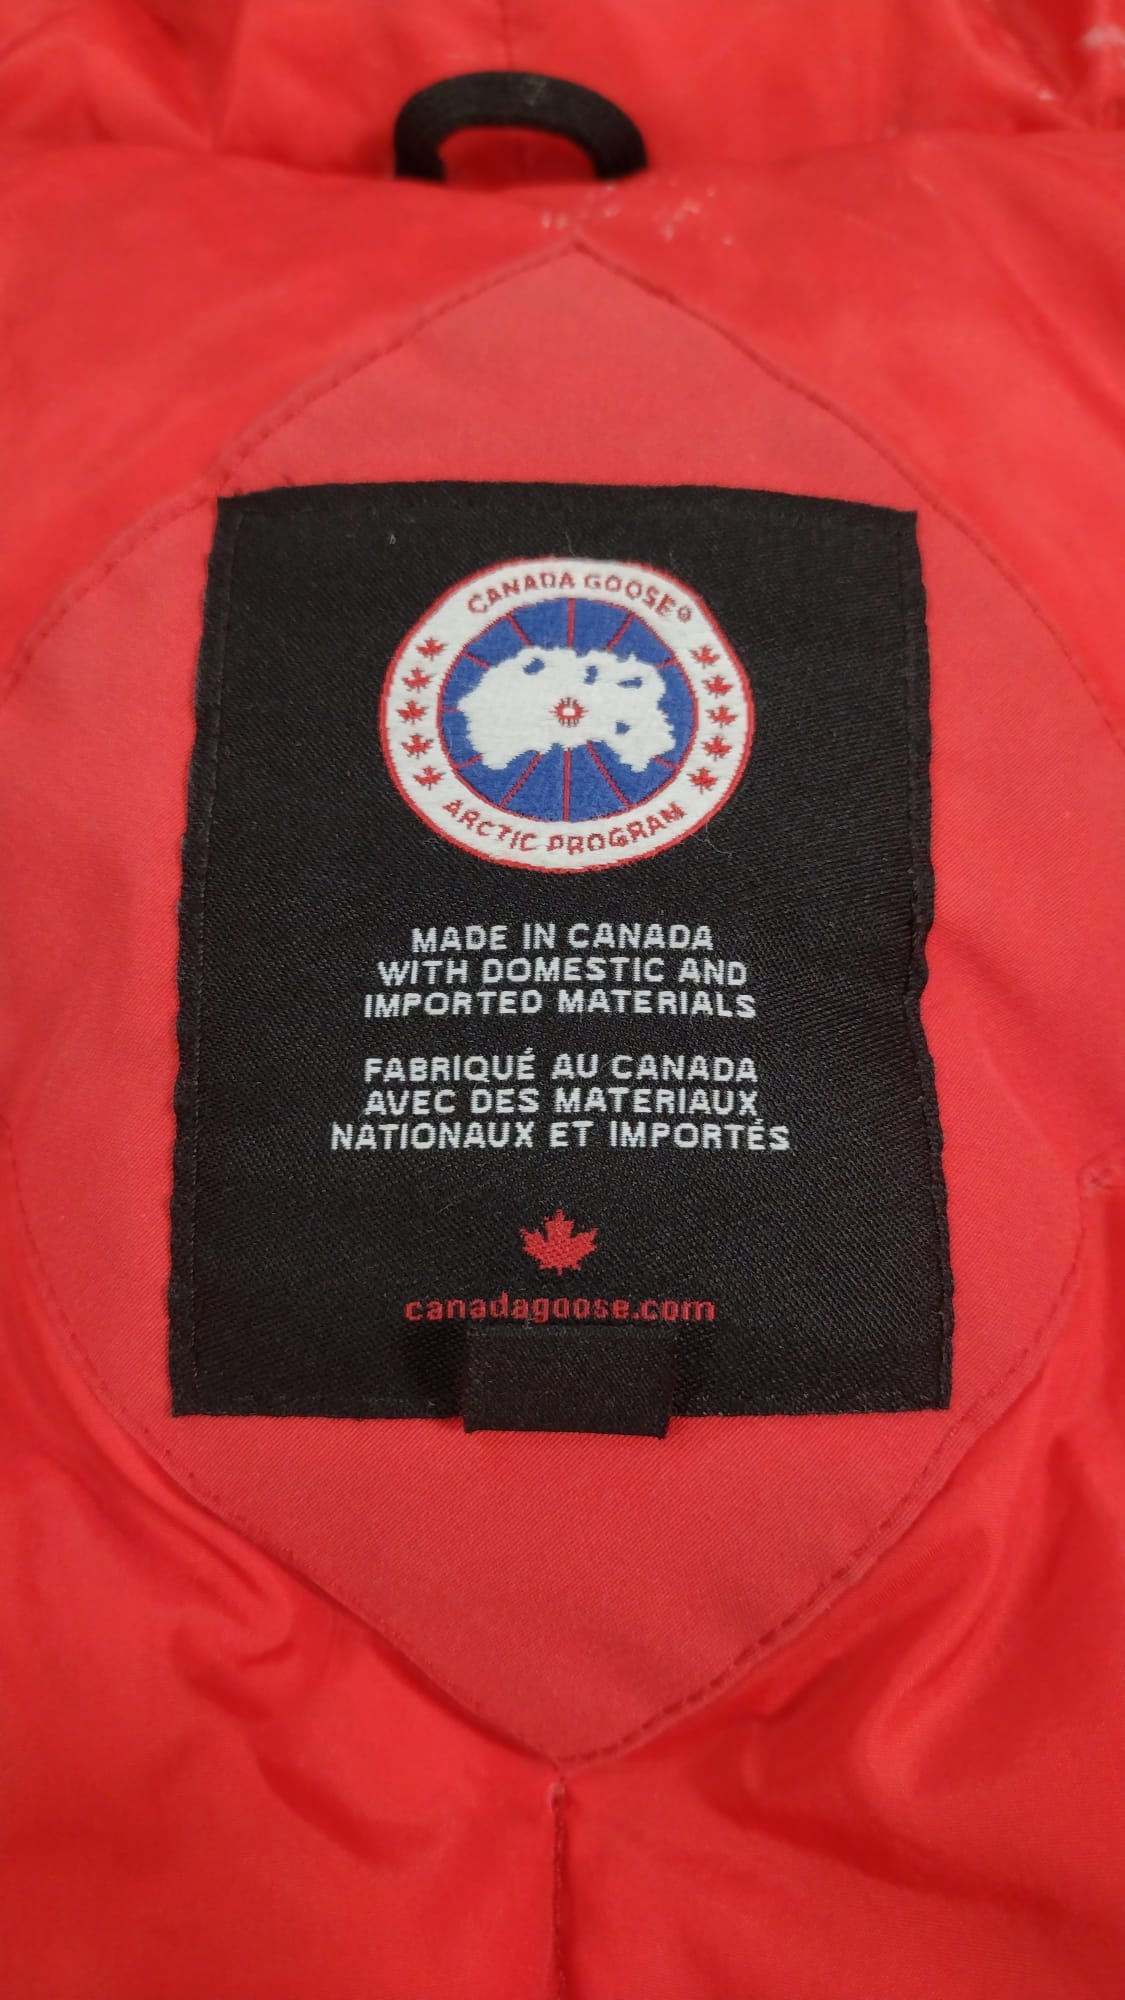 CANADA GOOSE®
ARCTIC PROGRAM
MADE IN CANADA
WITH DOMESTIC AND
IMPORTED MATERIALS
FABRIQUÉ AU CANADA
AVEC DES MATERIAUX
NATIONAUX ET IMPORTÉS
canadagoose.com